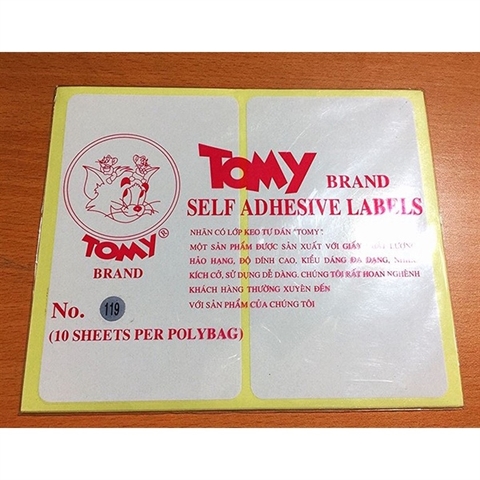 TOMY BRAND
SELF ADHESIVE LABELS
NHÃN CÓ LỚP KEO TỰ DÁN "TOMY"
MỘT SẢN PHẨM ĐƯỢC SẢN XUẤT VỚI GIẤY LƯỢNG
HẢO HẠNG, ĐỘ DÍNH CAO, KIỂU DÁNG ĐA DẠNG,
KÍCH CỠ, SỬ DỤNG DỄ DÀNG, CHÚNG TÔI RẤT HOAN NGHÊNH
KHÁCH HÀNG THƯỜNG XUYÊN ĐẾN
VỚI SẢN PHẨM CỦA CHÚNG TÔI
TOMY®
BRAND
No. 119
(10 SHEETS PER POLYBAG)